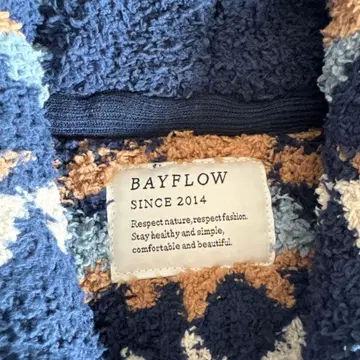 BAYFLOW
SINCE 2014
Respect nature, respect fashion.
Stay healthy and simple,
comfortable and beautiful.